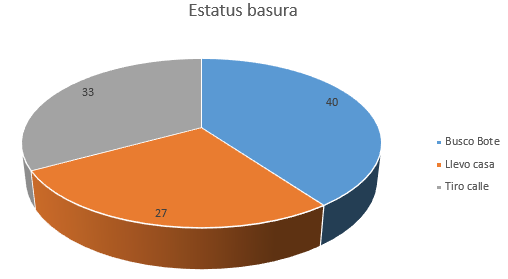 Estatus basura
33
40
27
Busco Bote
Llevo casa
Tiro calle